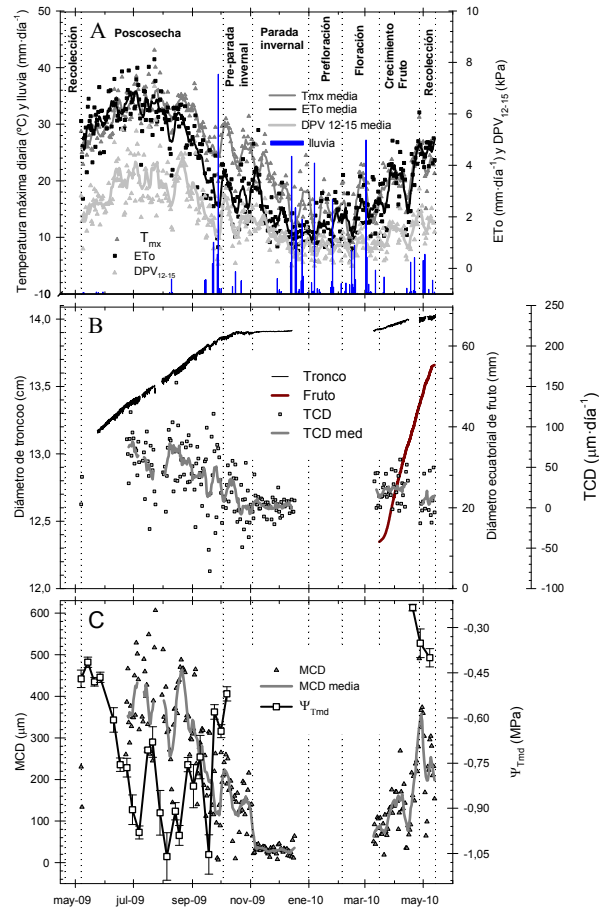 A
Recolección
Poscosecha
Pre-parada
invernal
Parada
invernal
Prefloración
Floración
Crecimiento
Fruto
Recolección
Tmx media
ETo media
DPV 12-15 media
lluvia
Tmx
ETo
DPV12-15
Temperatura máxima diaria (ºC) y lluvia (mm·día-1)
50
40
30
20
10
0
-10
ETo (mm·día-1) y DPV12-15 (kPa)
10
8
6
4
2
0
B
Tronco
Fruto
TCD
TCD med
Diámetro de troncoo (cm)
14,0
13,5
13,0
12,5
12,0
Diámetro ecuatorial de fruto (mm)
60
40
20
0
TCD (µm·día-1)
250
200
150
100
50
0
-50
-100
C
MCD
MCD media
ΨTmd
MCD (µm)
600
500
400
300
200
100
0
ΨTmd (MPa)
-0,30
-0,45
-0,60
-0,75
-0,90
-1,05
may-09 jul-09 sep-09 nov-09 ene-10 mar-10 may-10